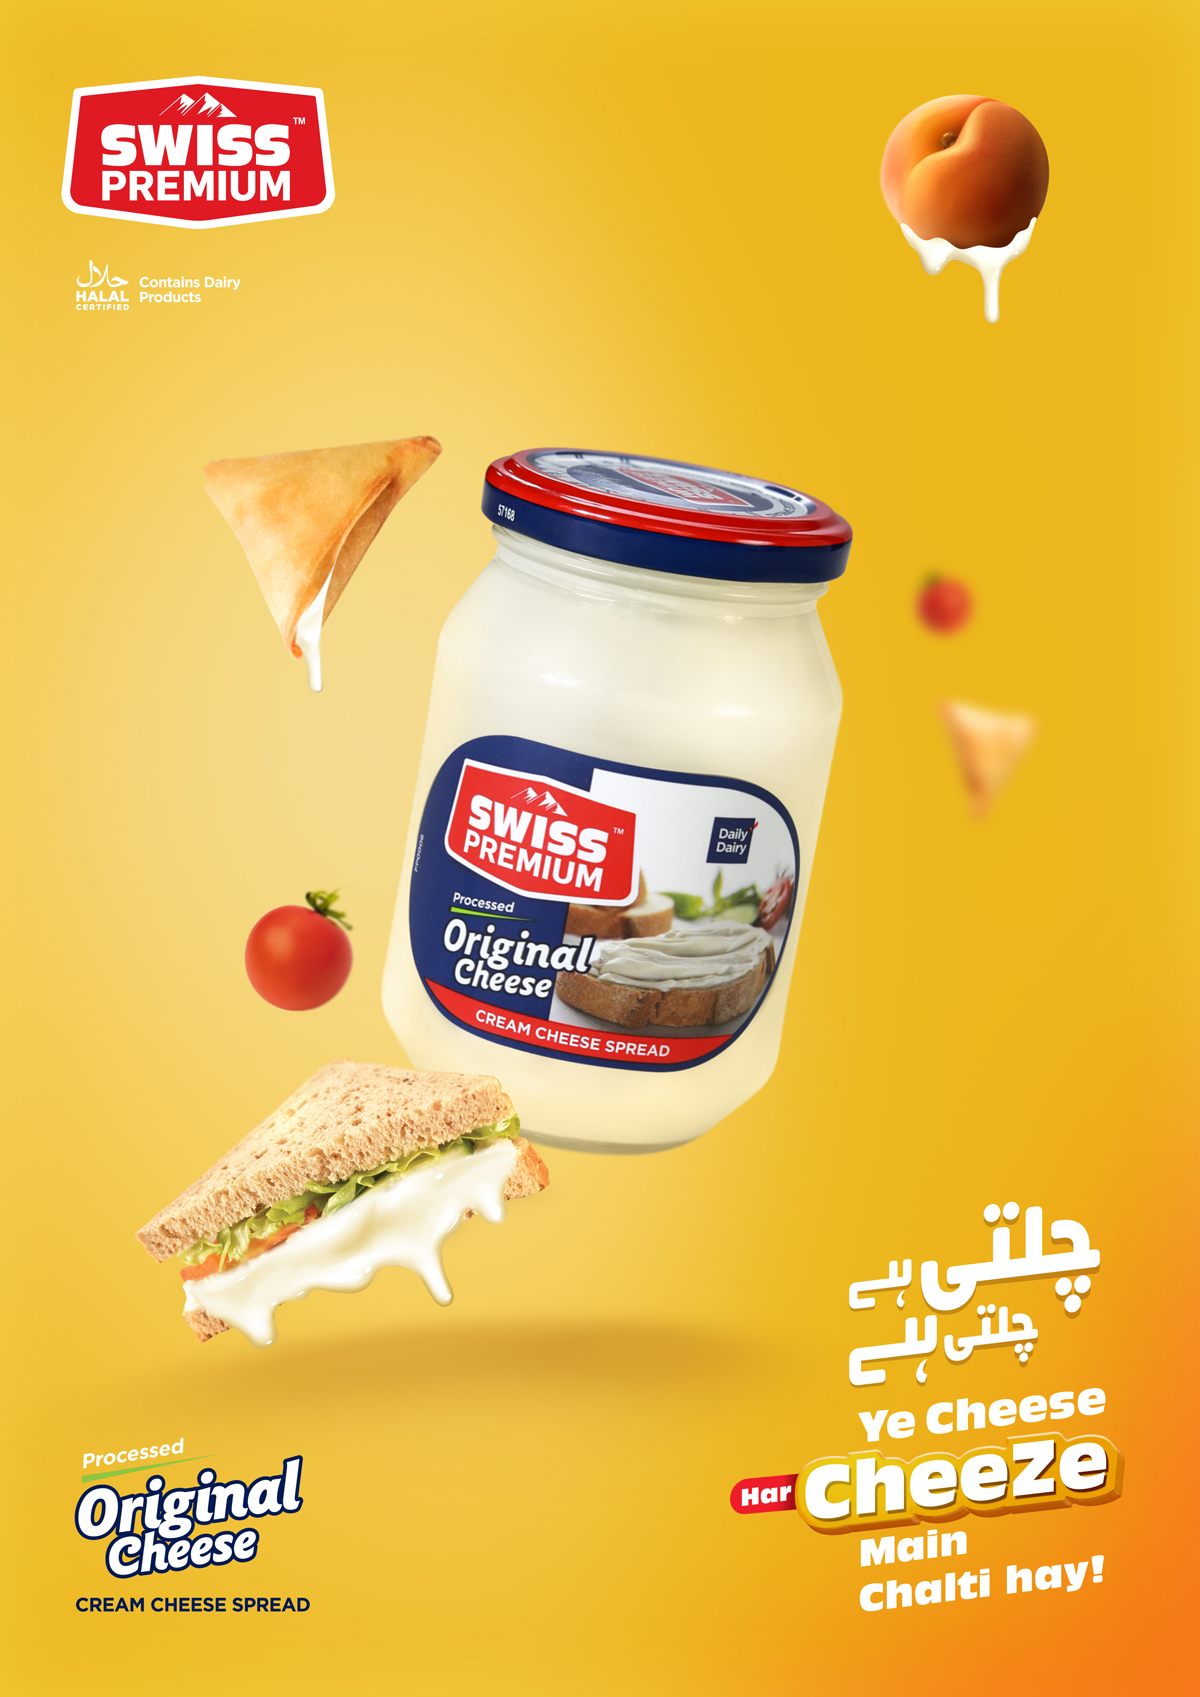 SWISS
PREMIUM
TM
حلال
HALAL
CERTIFIED
Contains Dairy
Products
57168
SWISS
PREMIUM
TM
Daily
Dairy
Processed
Original
Cheese
CREAM CHEESE SPREAD
چلتی ہے
چلتی ہے
Ye Cheese
Har CheeZe
Main
Chalti hay!
Processed
Original
Cheese
CREAM CHEESE SPREAD